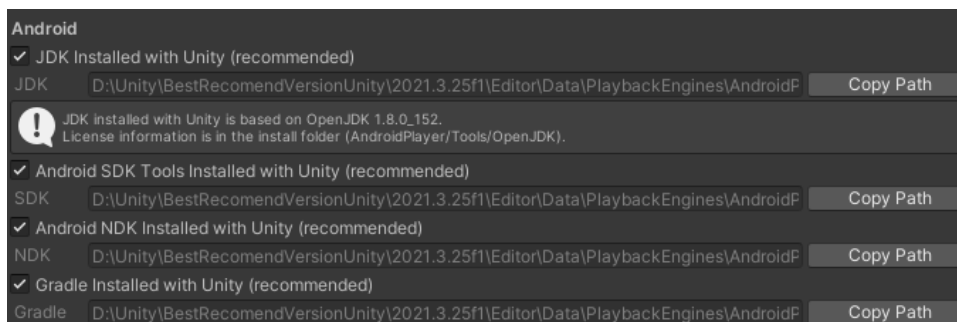 Android
JDK Installed with Unity (recommended)
JDK D:\Unity\BestRecomendVersionUnity\2021.3.25f1\Editor\Data\PlaybackEngines\AndroidP Copy Path
JDK installed with Unity is based on OpenJDK 1.8.0_152.
License information is in the install folder (AndroidPlayer/Tools/OpenJDK).
Android SDK Tools Installed with Unity (recommended)
SDK D:\Unity\BestRecomendVersionUnity\2021.3.25f1\Editor\Data\PlaybackEngines\AndroidP Copy Path
Android NDK Installed with Unity (recommended)
NDK D:\Unity\BestRecomendVersionUnity\2021.3.25f1\Editor\Data\PlaybackEngines\AndroidP Copy Path
Gradle Installed with Unity (recommended)
Gradle D:\Unity\BestRecomendVersionUnity\2021.3.25f1\Editor\Data\PlaybackEngines\AndroidP Copy Path